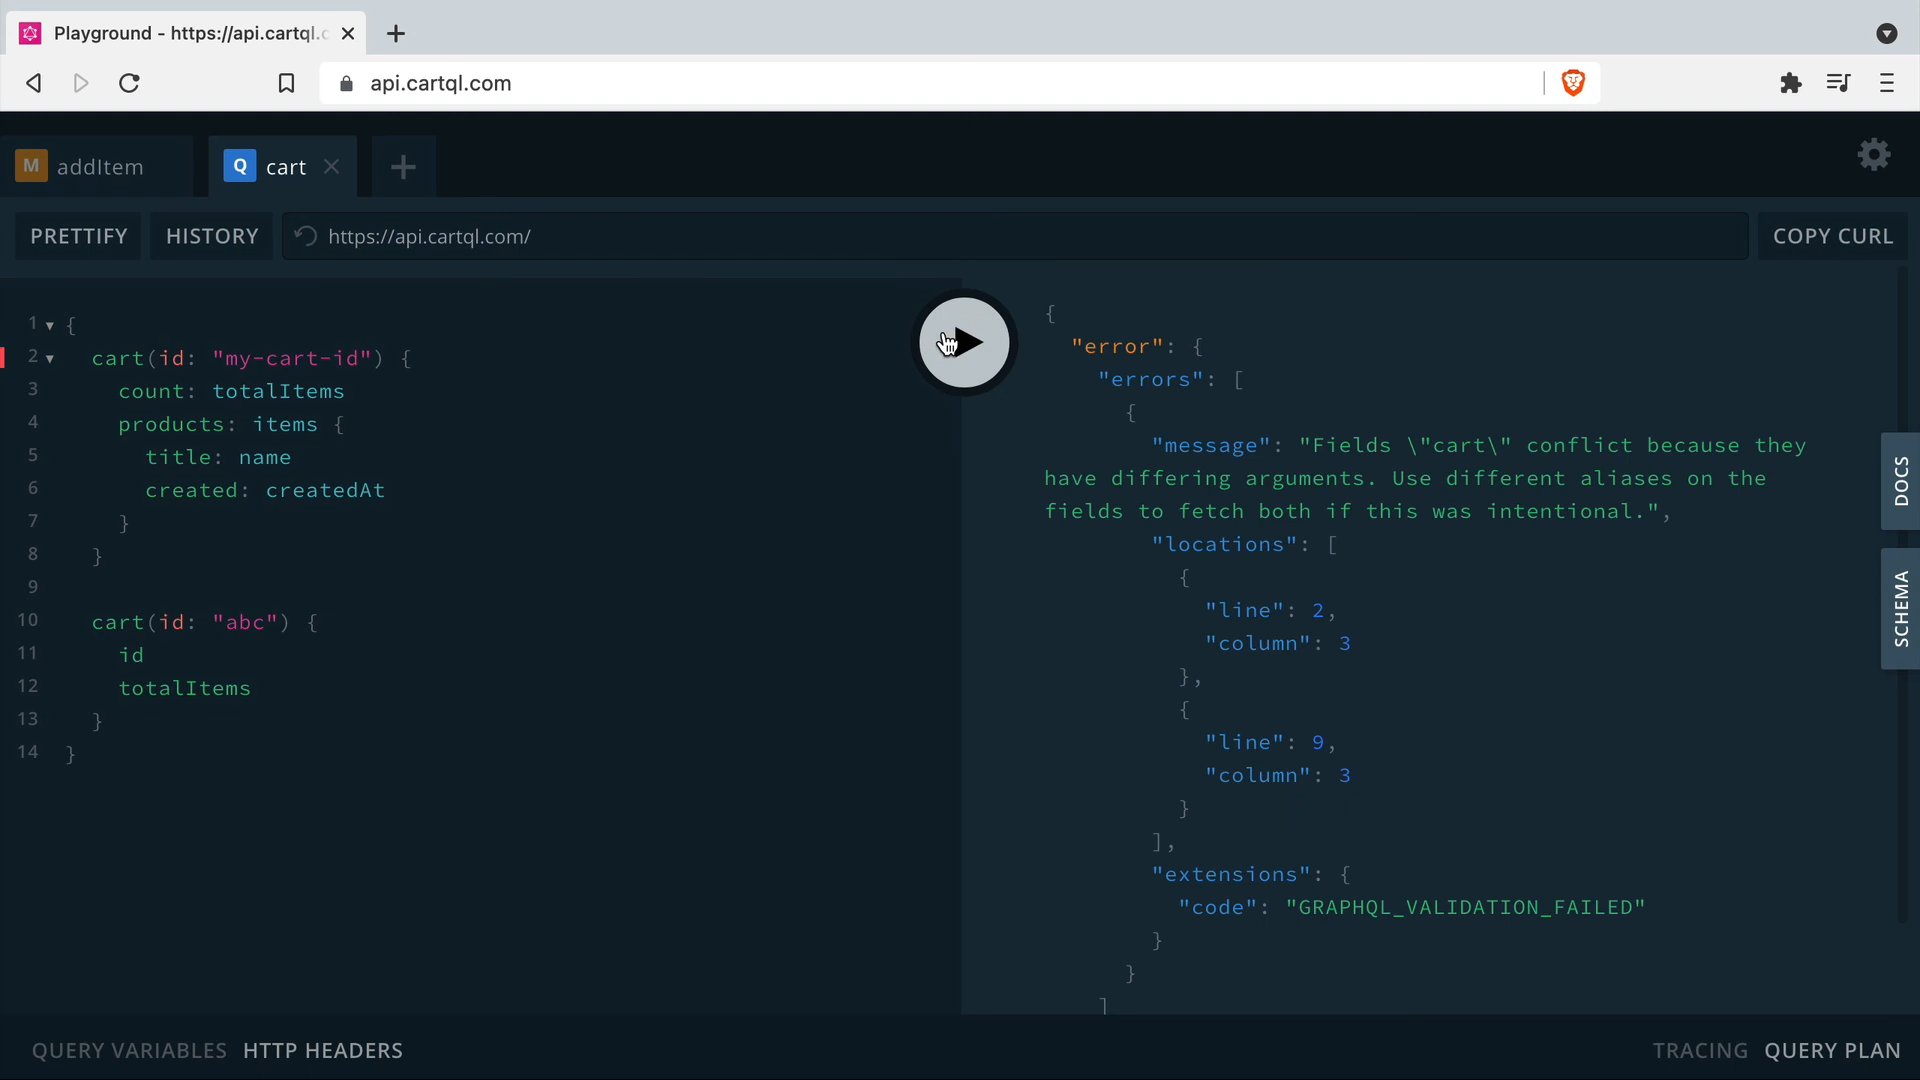 Playground - https://api.cartql.c
api.cartql.com
M addItem
Q cart
PRETTIFY
HISTORY
https://api.cartql.com/
COPY CURL
1 {
2 cart(id: "my-cart-id") {
3 count: totalItems
4 products: items {
5 title: name
6 created: createdAt
7 }
8 }
9
10 cart(id: "abc") {
11 id
12 totalItems
13 }
14 }
{
"error": {
"errors": [
{
"message": "Fields \"cart\" conflict because they
have differing arguments. Use different aliases on the
fields to fetch both if this was intentional.",
"locations": [
{
"line": 2,
"column": 3
},
{
"line": 9,
"column": 3
}
],
"extensions": {
"code": "GRAPHQL_VALIDATION_FAILED"
}
}
]
DOCS
SCHEMA
QUERY VARIABLES
HTTP HEADERS
TRACING
QUERY PLAN